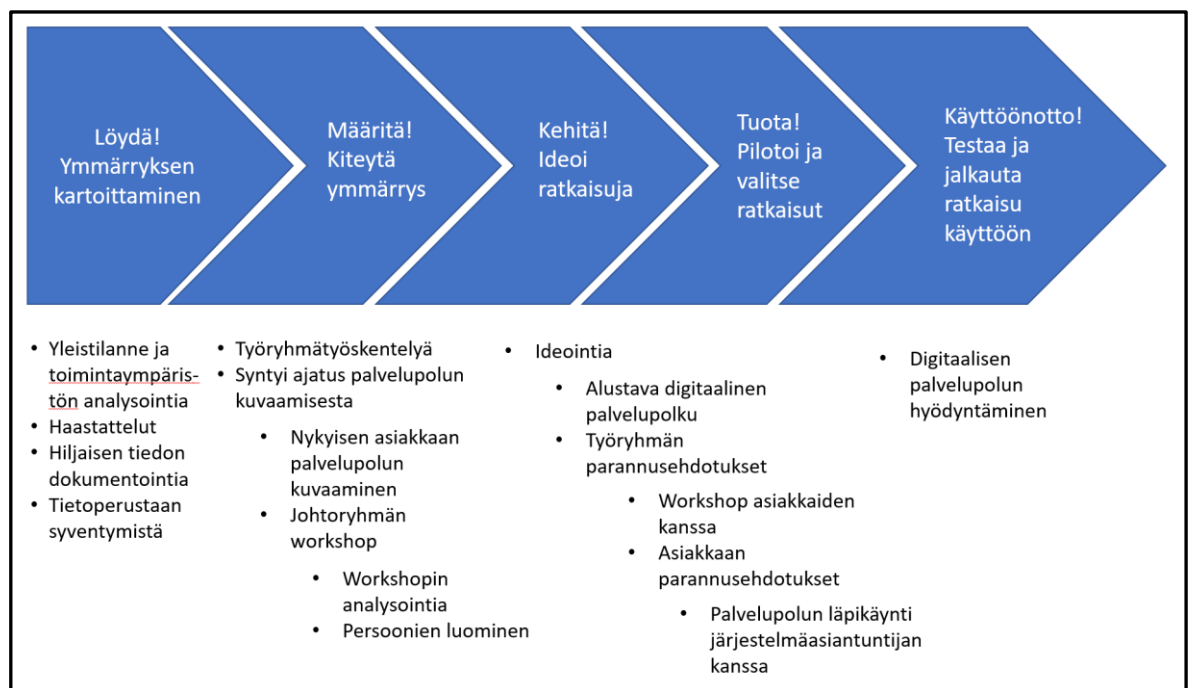 Löydä!
Ymmärryksen
kartoittaminen
Määritä!
Kiteytä
ymmärrys
Kehitä!
Ideoi
ratkaisuja
Tuota!
Pilotoi ja
valitse
ratkaisut
Käyttöönotto!
Testaa ja
jalkauta
ratkaisu
käyttöön
• Yleistilanne ja
toimintaympäris-
tön analysointia
• Haastattelut
• Hiljaisen tiedon
dokumentointia
• Tietoperustaan
syventymistä
• Työryhmätyöskentelyä
• Syntyi ajatus palvelupolun
kuvaamisesta
• Nykyisen asiakkaan
palvelupolun
kuvaaminen
• Johtoryhmän
workshop
• Workshopin
analysointia
• Persoonien luominen
• Ideointia
• Alustava digitaalinen
palvelupolku
• Työryhmän
parannusehdotukset
• Workshop asiakkaiden
kanssa
• Asiakkaan
parannusehdotukset
• Palvelupolun läpikäynti
järjestelmäasiantuntijan
kanssa
• Digitaalisen
palvelupolun
hyödyntäminen